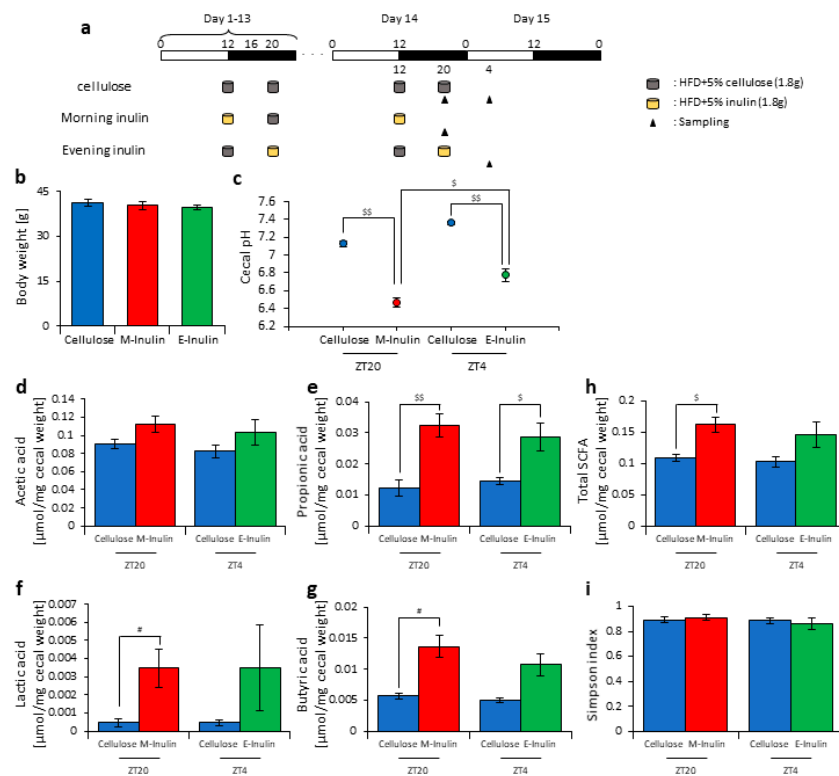 a
Day 1-13
Day 14
Day 15
0 12 16 20 0 12 0 12 0
12 20 4
cellulose
Morning inulin
Evening inulin
: HFD+5% cellulose (1.8g)
: HFD+5% inulin (1.8g)
: Sampling
b
Body weight [g]
45
30
15
0
Cellulose M-Inulin E-Inulin
c
Cecal pH
7.6
7.4
7.2
7
6.8
6.6
6.4
6.2
$$
$
$$
Cellulose M-Inulin Cellulose E-Inulin
ZT20 ZT4
d
Acetic acid
[μmol/mg cecal weight]
0.14
0.12
0.1
0.08
0.06
0.04
0.02
0
Cellulose M-Inulin Cellulose E-Inulin
ZT20 ZT4
e
Propionic acid
[μmol/mg cecal weight]
0.04
0.03
0.02
0.01
0
$$
$
Cellulose M-Inulin Cellulose E-Inulin
ZT20 ZT4
h
Total SCFA
[μmol/mg cecal weight]
0.2
0.15
0.1
0.05
0
$
Cellulose M-Inulin Cellulose E-Inulin
ZT20 ZT4
f
Lactic acid
[μmol/mg cecal weight]
0.007
0.006
0.005
0.004
0.003
0.002
0.001
0
#
Cellulose M-Inulin Cellulose E-Inulin
ZT20 ZT4
g
Butyric acid
[μmol/mg cecal weight]
0.02
0.015
0.01
0.005
0
#
Cellulose M-Inulin Cellulose E-Inulin
ZT20 ZT4
i
Simpson index
1
0.8
0.6
0.4
0.2
0
Cellulose M-Inulin Cellulose E-Inulin
ZT20 ZT4